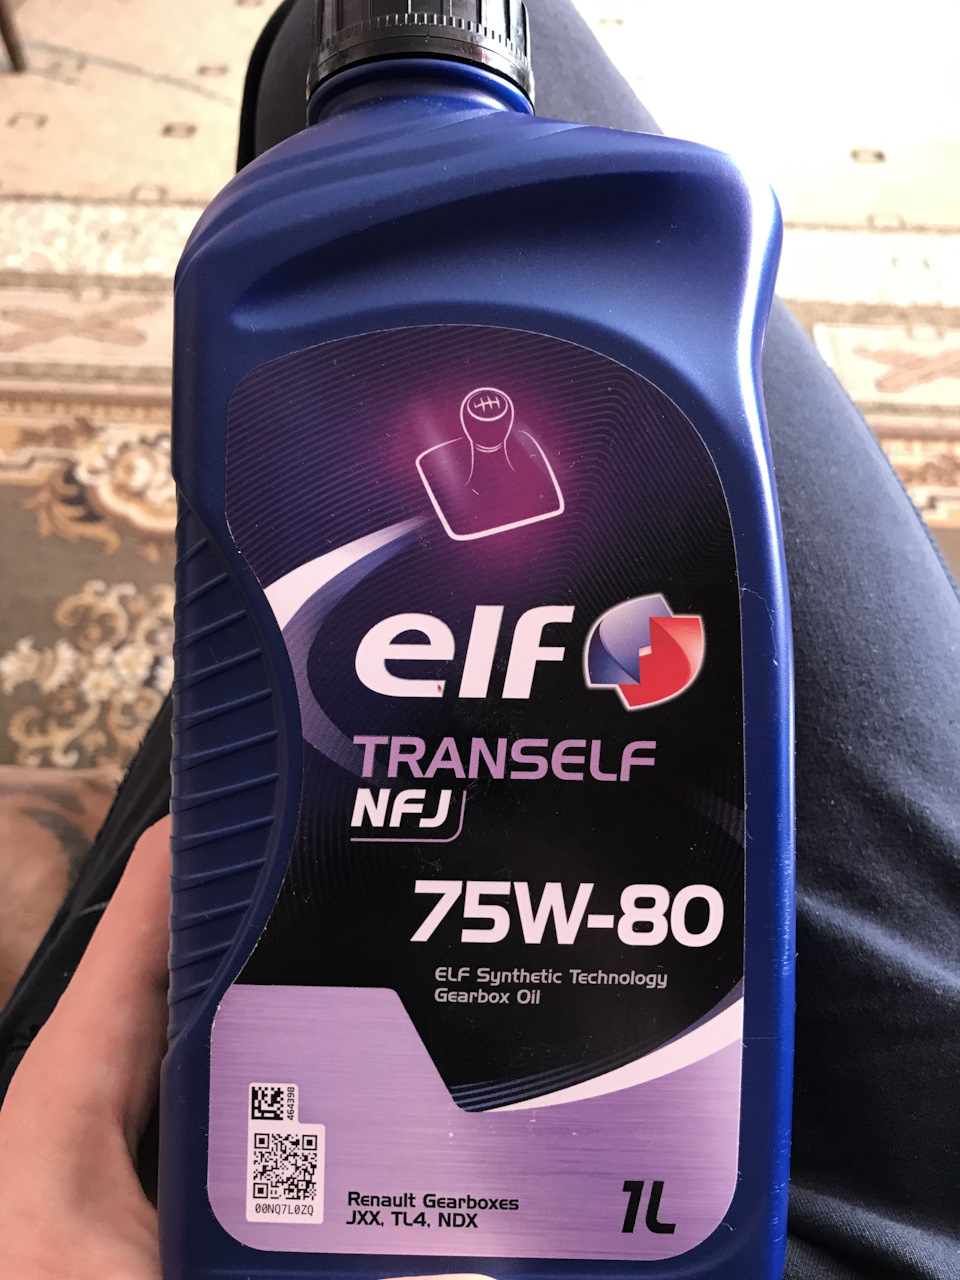 elf
TRANSELF
NFJ
75W-80
ELF Synthetic Technology
Gearbox Oil
464398
00NQ7L0ZQ
Renault Gearboxes
JXX, TL4, NDX
1L